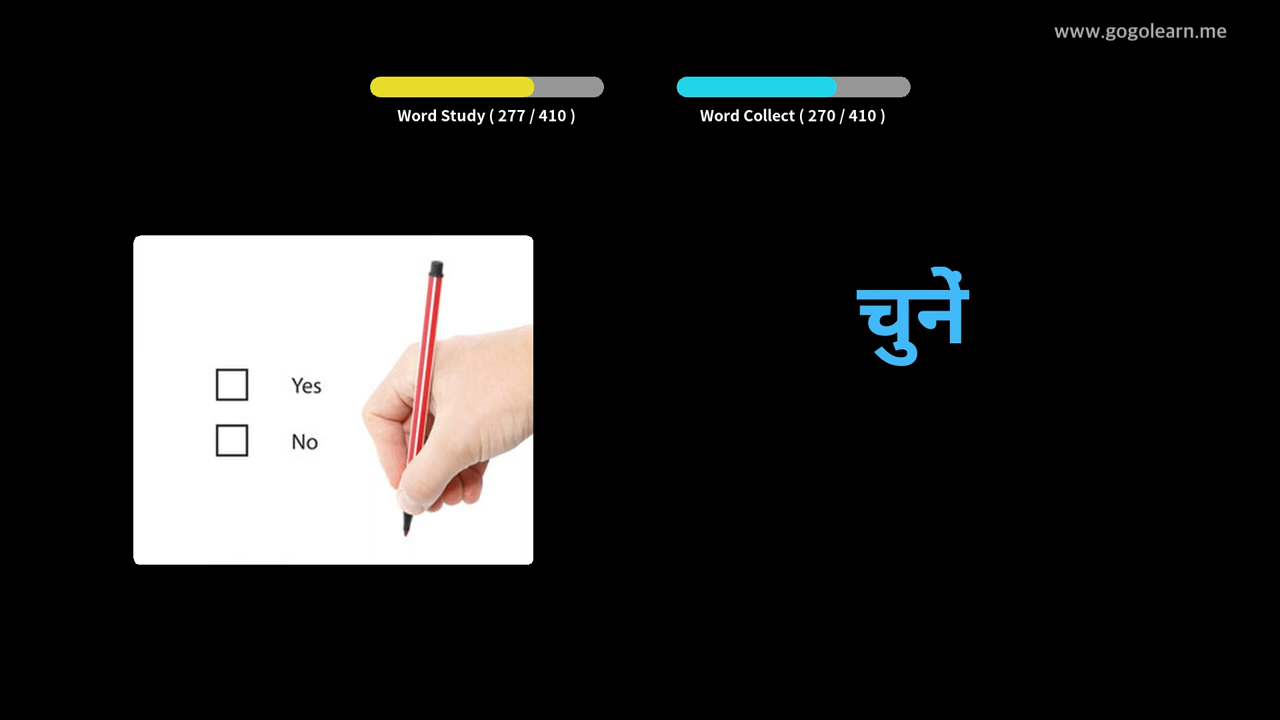 www.gogolearn.me
Word Study ( 277 / 410 )
Word Collect ( 270 / 410 )
चुनें
Yes
No